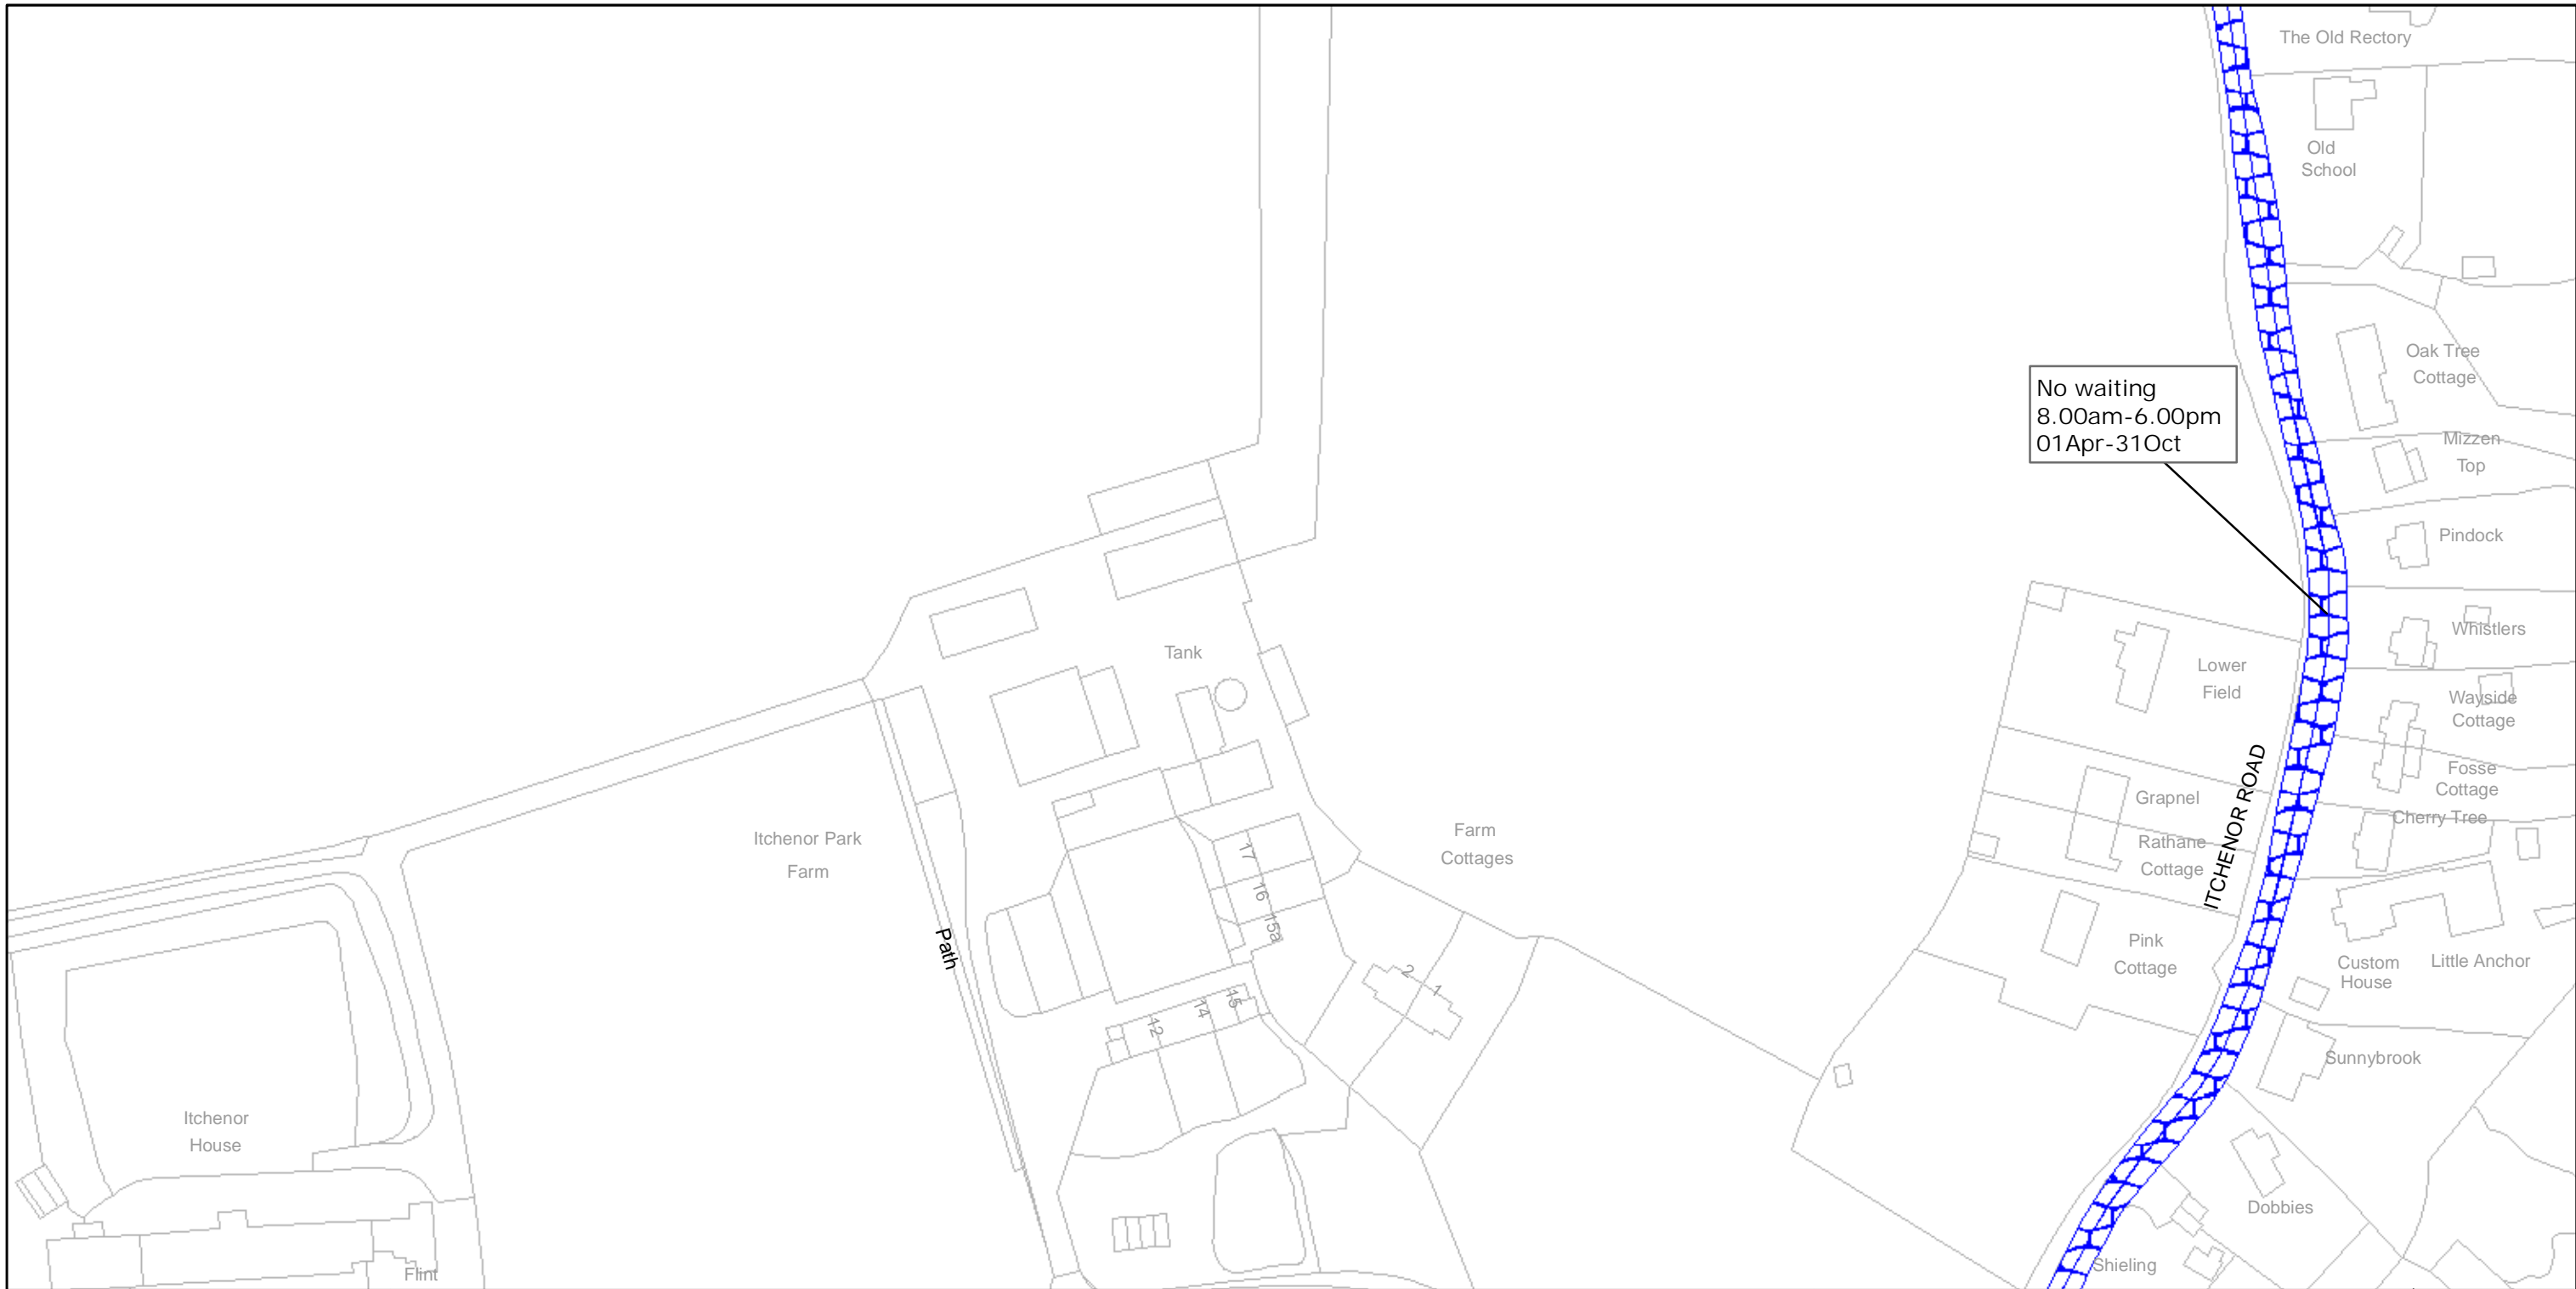 The Old Rectory
Old
School
Oak Tree
Cottage
No waiting
8.00am-6.00pm
01Apr-31Oct
Mizzen
Top
Pindock
Whistlers
Tank
Lower
Field
Wayside
Cottage
Fosse
Cottage
Grapnel
Cherry Tree
ITCHENOR ROAD
Rathane
Cottage
Itchenor Park
Farm
Farm
Cottages
17
16
15a
Path
Pink
Cottage
Custom
House
Little Anchor
2
1
15
14
12
Sunnybrook
Itchenor
House
Dobbies
Shieling
Flint